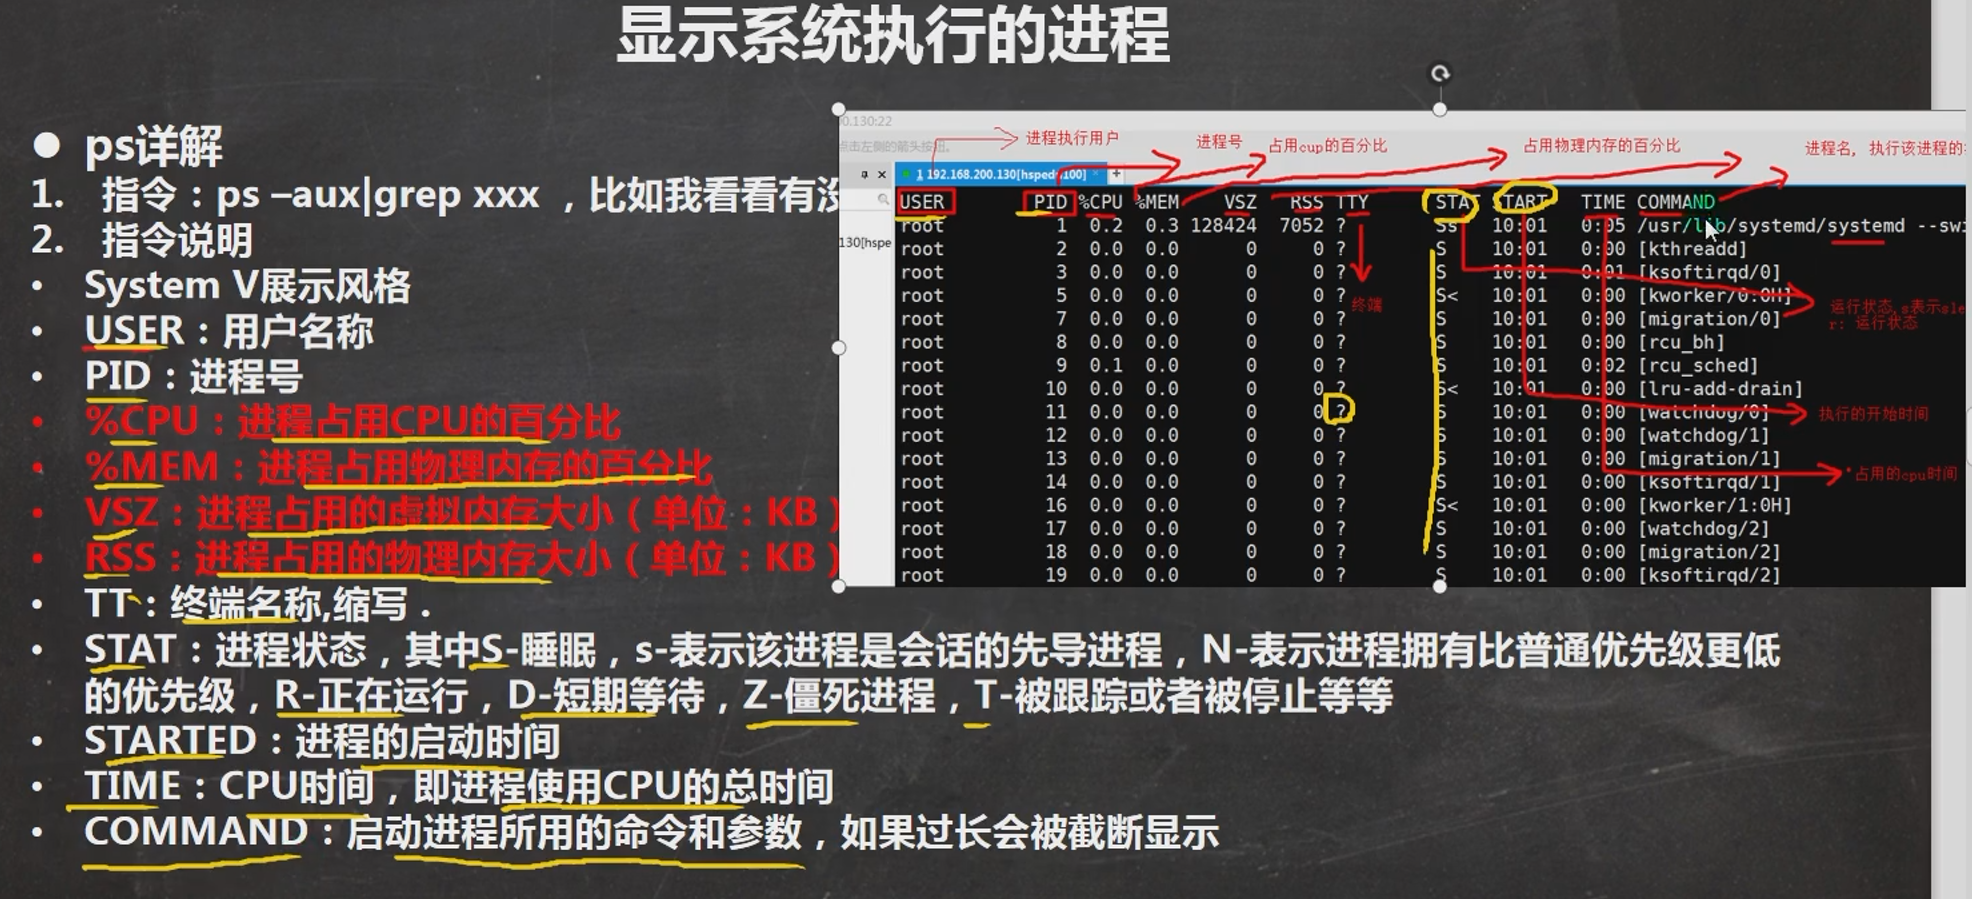 显示系统执行的进程
ps详解
1. 指令：ps –aux|grep xxx ，比如我看看有没
2. 指令说明
System V展示风格
USER：用户名称
PID：进程号
%CPU：进程占用CPU的百分比
%MEM：进程占用物理内存的百分比
VSZ：进程占用的虚拟内存大小（单位：KB）
RSS：进程占用的物理内存大小（单位：KB）
TT：终端名称,缩写．
STAT：进程状态，其中S-睡眠，s-表示该进程是会话的先导进程，N-表示进程拥有比普通优先级更低
的优先级，R-正在运行，D-短期等待，Z-僵死进程，T-被跟踪或者被停止等等
STARTED：进程的启动时间
TIME：CPU时间，即进程使用CPU的总时间
COMMAND：启动进程所用的命令和参数，如果过长会被截断显示
0.130:22
进程执行用户
进程号
占用cup的百分比
占用物理内存的百分比
进程名，执行该进程的
点击左侧的箭头按钮。
1 192.168.200.130[hsped 100]
130[hspe
USER PID %CPU %MEM VSZ RSS TTY STAT START TIME COMMAND
root 1 0.2 0.3 128424 7052 ? Ss 10:01 0:05 /usr/lib/systemd/systemd --swi
root 2 0.0 0.0 0 0 ? S 10:01 0:00 [kthreadd]
root 3 0.0 0.0 0 0 ? S 10:01 0:01 [ksoftirqd/0]
root 5 0.0 0.0 0 0 ? S< 10:01 0:00 [kworker/0:0H]
root 7 0.0 0.0 0 0 ? S 10:01 0:00 [migration/0]
root 8 0.0 0.0 0 0 ? S 10:01 0:00 [rcu_bh]
root 9 0.1 0.0 0 0 ? S 10:01 0:02 [rcu_sched]
root 10 0.0 0.0 0 0 ? S< 10:01 0:00 [lru-add-drain]
root 11 0.0 0.0 0 0 ? S 10:01 0:00 [watchdog/0]
root 12 0.0 0.0 0 0 ? S 10:01 0:00 [watchdog/1]
root 13 0.0 0.0 0 0 ? S 10:01 0:00 [migration/1]
root 14 0.0 0.0 0 0 ? S 10:01 0:00 [ksoftirqd/1]
root 16 0.0 0.0 0 0 ? S< 10:01 0:00 [kworker/1:0H]
root 17 0.0 0.0 0 0 ? S 10:01 0:00 [watchdog/2]
root 18 0.0 0.0 0 0 ? S 10:01 0:00 [migration/2]
root 19 0.0 0.0 0 0 ? S 10:01 0:00 [ksoftirqd/2]
终端
运行状态,s表示sle
r: 运行状态
执行的开始时间
占用的cpu时间